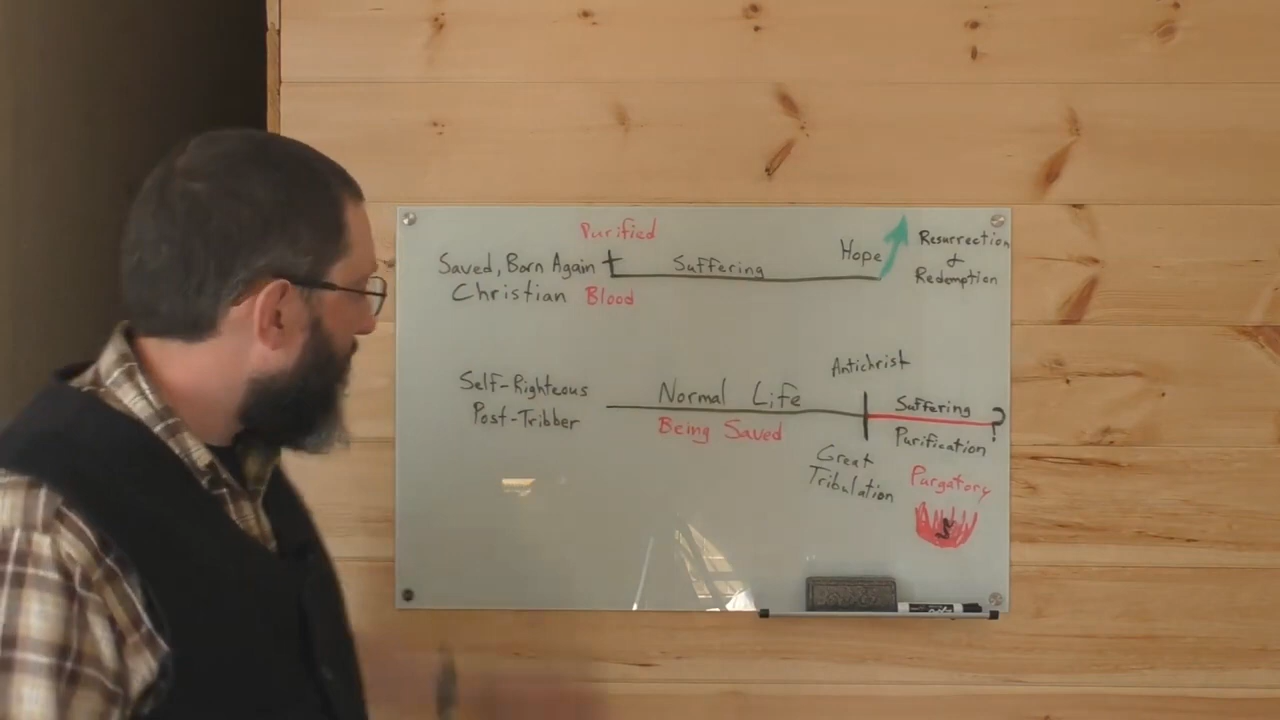 Purified
Saved, Born Again
Christian Blood
Suffering
Hope
Resurrection
&
Redemption
Self-Righteous
Post-Tribber
Normal Life
Being Saved
Antichrist
Great
Tribulation
Suffering
?
Purification
Purgatory